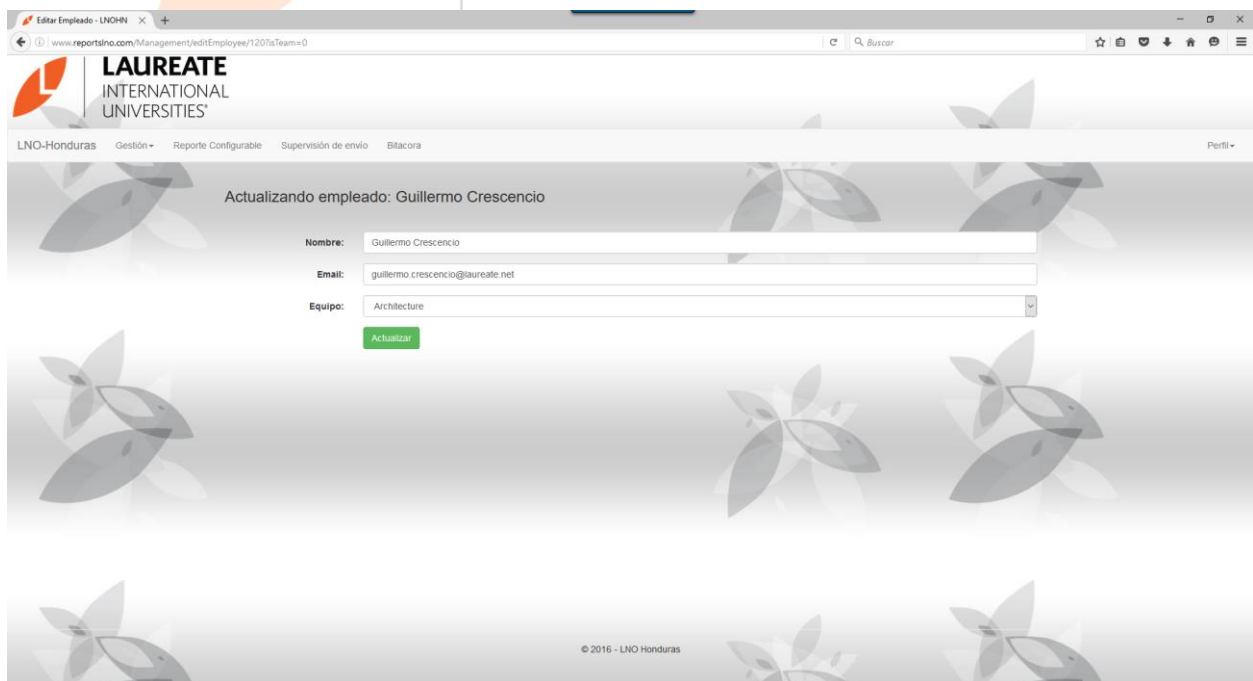 Editar Empleado - LNOHN
www.reportslno.com/Management/editEmployee/120?isTeam=0
Buscar
LAUREATE
INTERNATIONAL
UNIVERSITIES®
LNO-Honduras Gestión Reporte Configurable Supervisión de envío Bitacora Perfil
Actualizando empleado: Guillermo Crescencio
Nombre: Guillermo Crescencio
Email: guillermo.crescencio@laureate.net
Equipo: Architecture
Actualizar
© 2016 - LNO Honduras